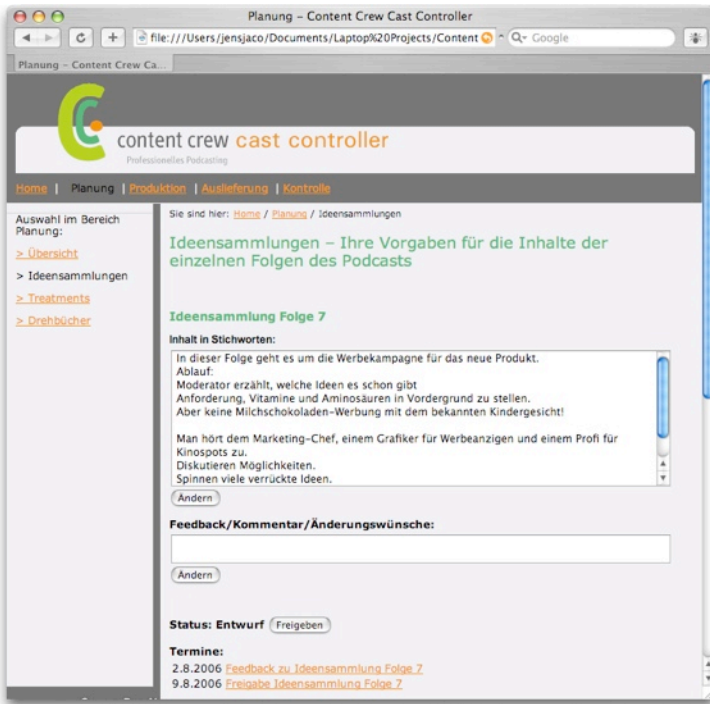 Planung – Content Crew Cast Controller
file:///Users/jensjaco/Documents/Laptop%20Projects/Content
Google
Planung – Content Crew Ca...
content crew cast controller
Professionelles Podcasting
Home | Planung | Produktion | Auslieferung | Kontrolle
Auswahl im Bereich
Planung:
> Übersicht
> Ideensammlungen
> Treatments
> Drehbücher
Sie sind hier: Home / Planung / Ideensammlungen
Ideensammlungen – Ihre Vorgaben für die Inhalte der
einzelnen Folgen des Podcasts
Ideensammlung Folge 7
Inhalt in Stichworten:
In dieser Folge geht es um die Werbekampagne für das neue Produkt.
Ablauf:
Moderator erzählt, welche Ideen es schon gibt
Anforderung, Vitamine und Aminosäuren in Vordergrund zu stellen.
Aber keine Milchschokoladen-Werbung mit dem bekannten Kindergesicht!
Man hört dem Marketing-Chef, einem Grafiker für Werbeanzigen und einem Profi für
Kinospots zu.
Diskutieren Möglichkeiten.
Spinnen viele verrückte Ideen.
Ändern
Feedback/Kommentar/Änderungswünsche:
Ändern
Status: Entwurf Freigeben
Termine:
2.8.2006 Feedback zu Ideensammlung Folge 7
9.8.2006 Freigabe Ideensammlung Folge 7